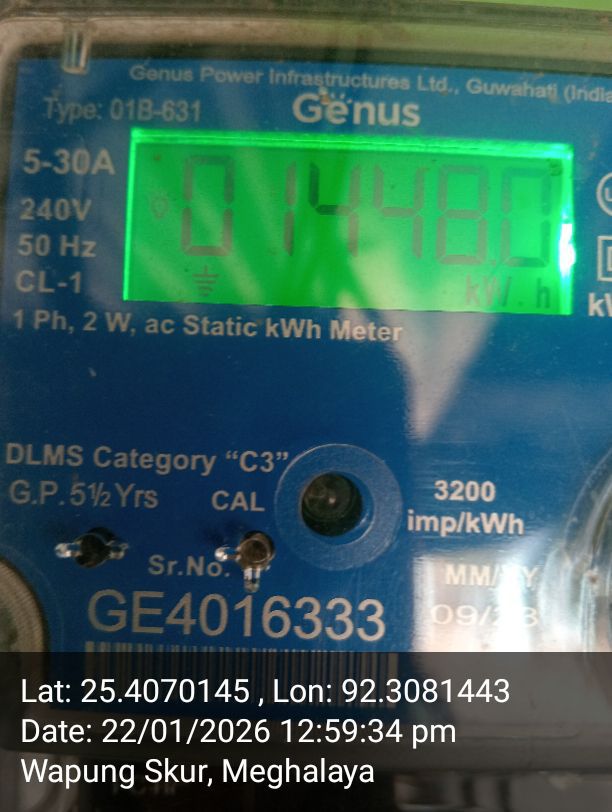 Genus Power Infrastructures Ltd., Guwahati (India
Type: 01B-631
Genus
5-30A
01448.0
240V
50 Hz
CL-1
kW.h
1 Ph, 2 W, ac Static kWh Meter
DLMS Category “C3”
G.P.5½Yrs
CAL
3200
imp/kWh
Sr.No.
MM/YY
GE4016333
Lat: 25.4070145 , Lon: 92.3081443
Date: 22/01/2026 12:59:34 pm
Wapung Skur, Meghalaya